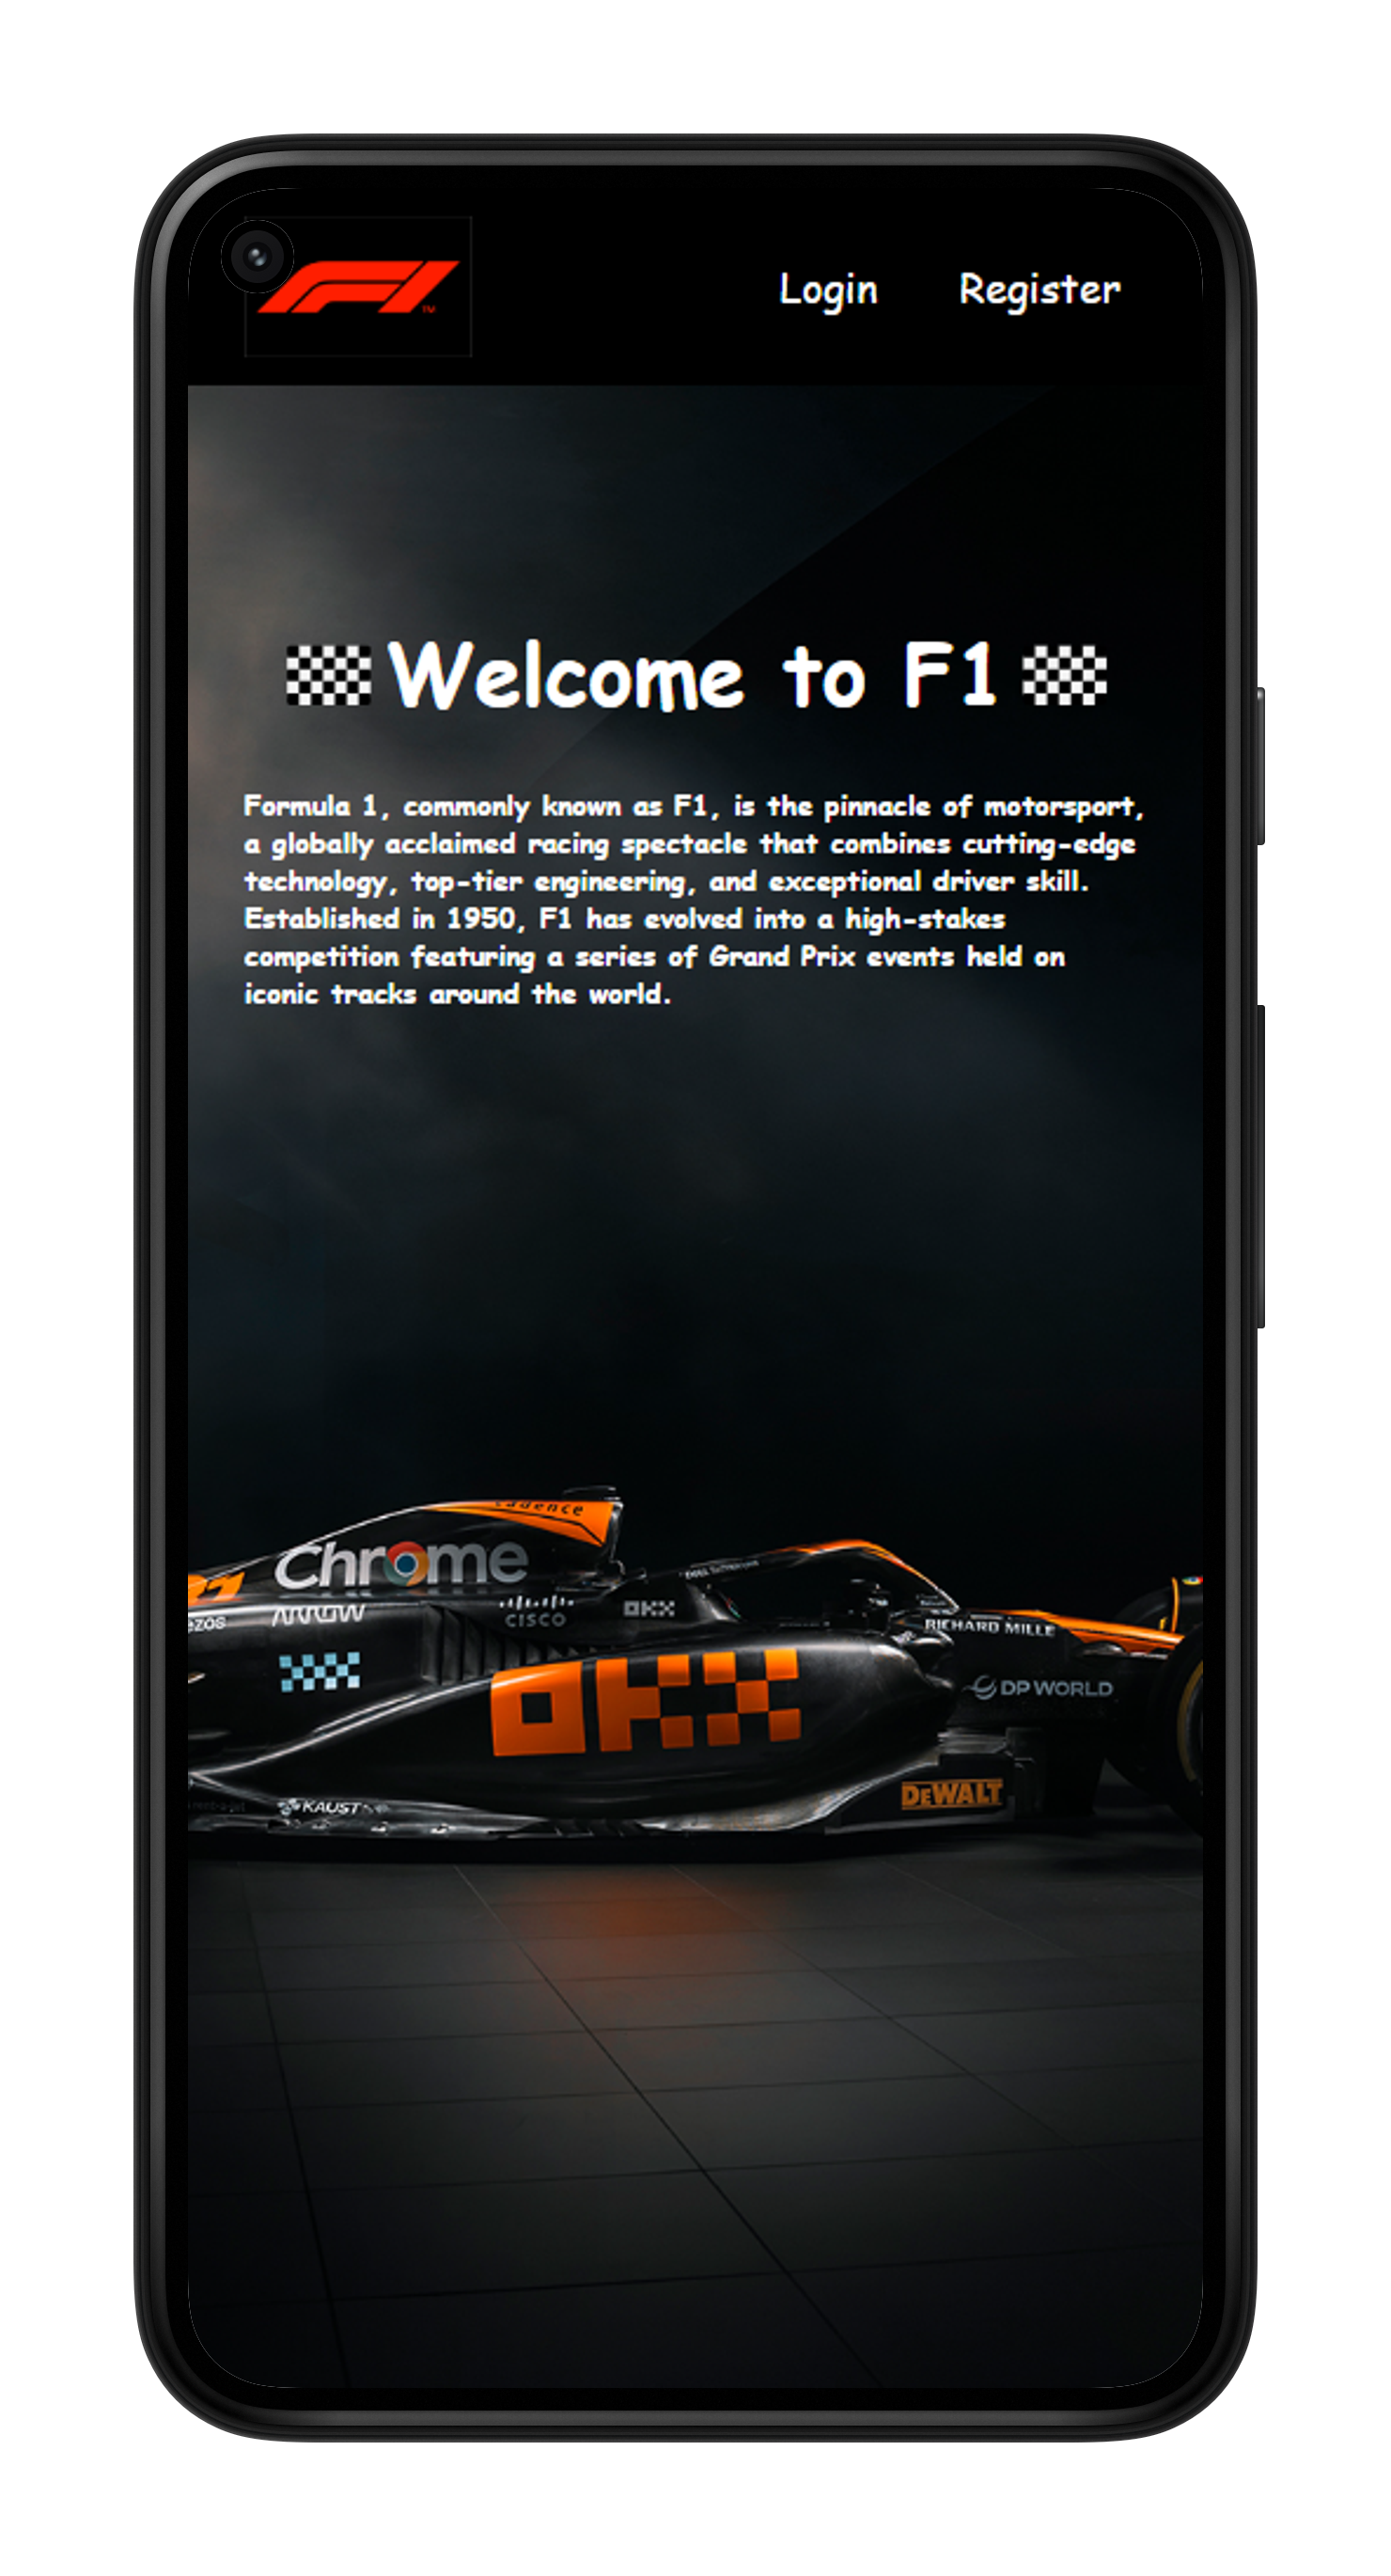 F1
TM
Login
Register
Welcome to F1
Formula 1, commonly known as F1, is the pinnacle of motorsport,
a globally acclaimed racing spectacle that combines cutting-edge
technology, top-tier engineering, and exceptional driver skill.
Established in 1950, F1 has evolved into a high-stakes
competition featuring a series of Grand Prix events held on
iconic tracks around the world.
cadence
Chrome
ARROW
CISCO
OKX
RICHARD MILLE
DP WORLD
OKX
DEWALT
KAUST